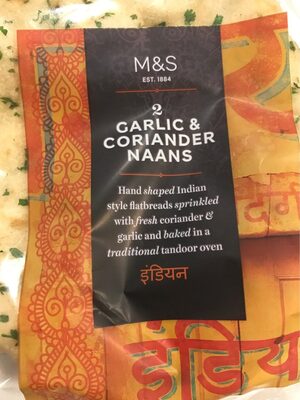 M&S
EST. 1884
2
GARLIC &
CORIANDER
NAANS
Hand shaped Indian
style flatbreads sprinkled
with fresh coriander &
garlic and baked in a
traditional tandoor oven
इंडियन
इंडिय